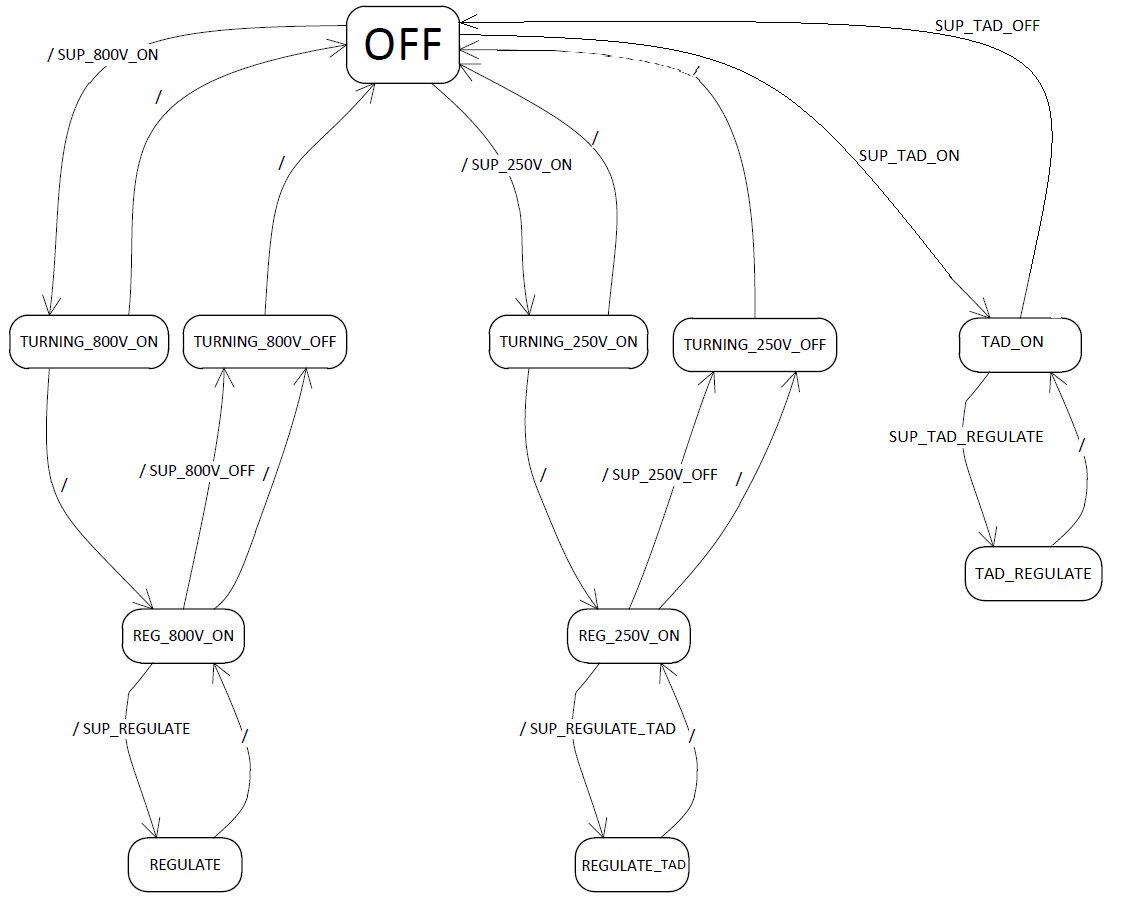 OFF
SUP_TAD_OFF
/ SUP_800V_ON
/
/
/
/
/ SUP_250V_ON
SUP_TAD_ON
/
TURNING_800V_ON
TURNING_800V_OFF
TURNING_250V_ON
TURNING_250V_OFF
TAD_ON
SUP_TAD_REGULATE
/
/ SUP_800V_OFF
/
/
/ SUP_250V_OFF
/
/
TAD_REGULATE
REG_800V_ON
REG_250V_ON
/ SUP_REGULATE
/
/ SUP_REGULATE_TAD
/
REGULATE
REGULATE_TAD